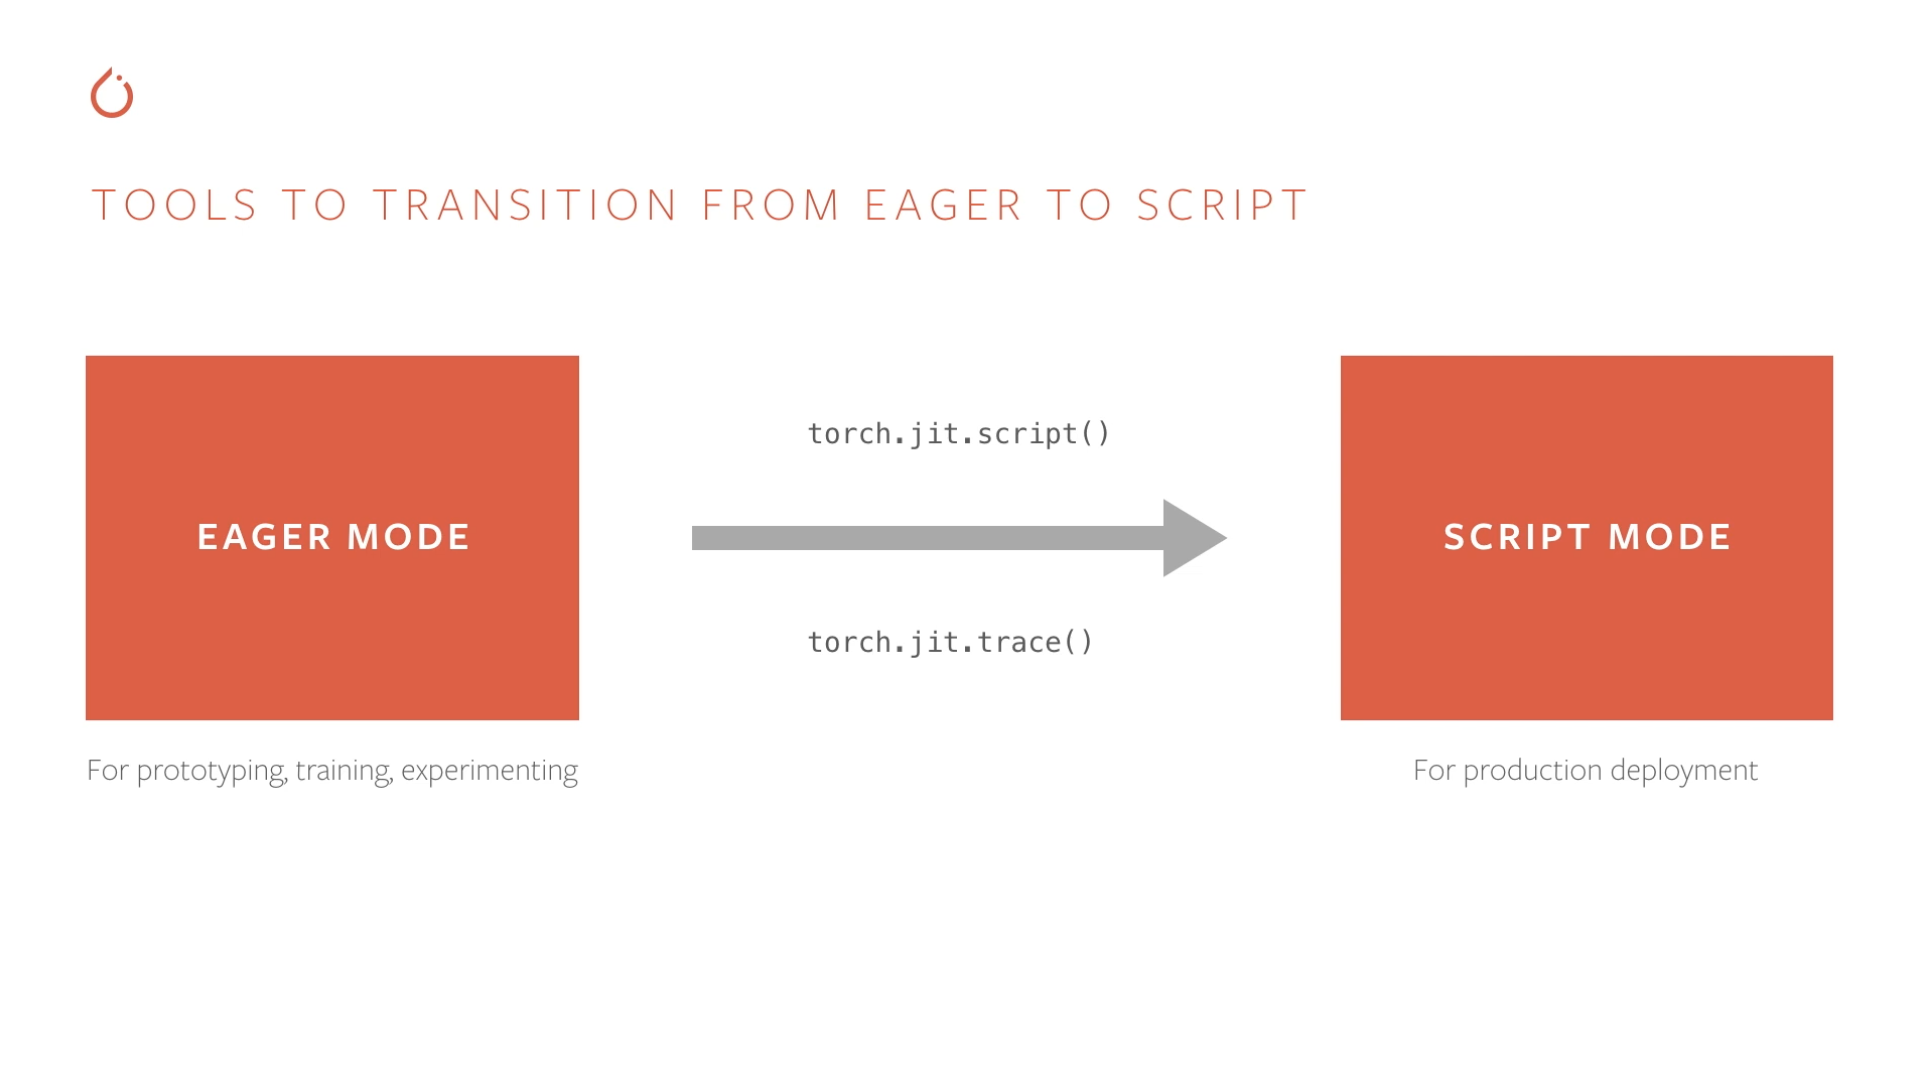 TOOLS TO TRANSITION FROM EAGER TO SCRIPT
EAGER MODE
For prototyping, training, experimenting
torch.jit.script()
torch.jit.trace()
SCRIPT MODE
For production deployment